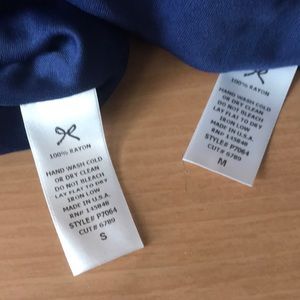 100% RAYON
HAND WASH COLD
OR DRY CLEAN
DO NOT BLEACH
LAY FLAT TO DRY
IRON LOW
MADE IN U.S.A.
RN# 145848
STYLE# P7064
CUT# 6789
S
100% RAYON
HAND WASH COLD
OR DRY CLEAN
DO NOT BLEACH
LAY FLAT TO DRY
IRON LOW
MADE IN U.S.A.
RN# 145848
STYLE# P7064
CUT# 6789
M